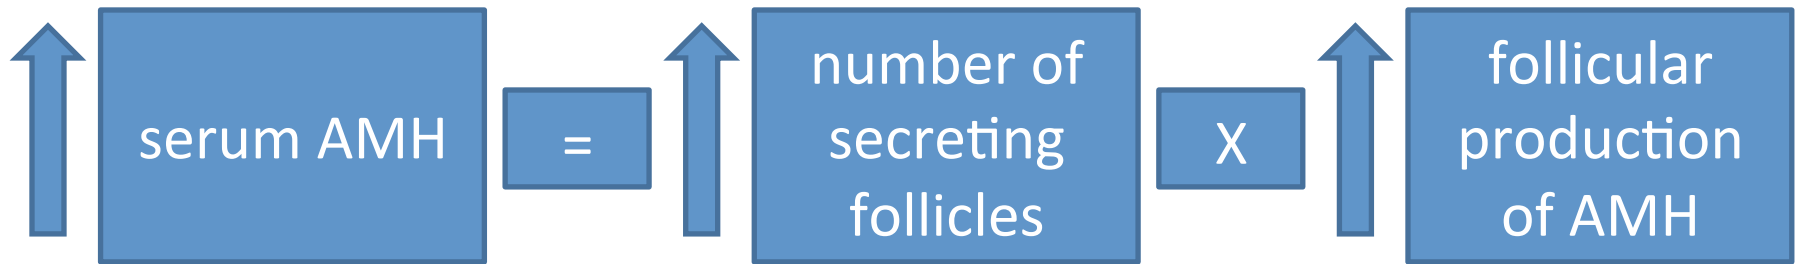 serum AMH
=
number of
secreting
follicles
X
follicular
production
of AMH